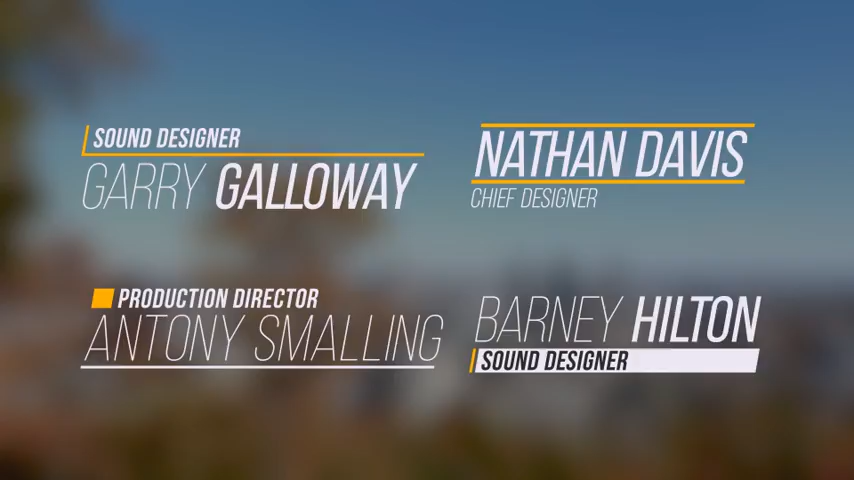 SOUND DESIGNER
GARRY GALLOWAY
NATHAN DAVIS
CHIEF DESIGNER
PRODUCTION DIRECTOR
ANTONY SMALLING
BARNEY HILTON
SOUND DESIGNER